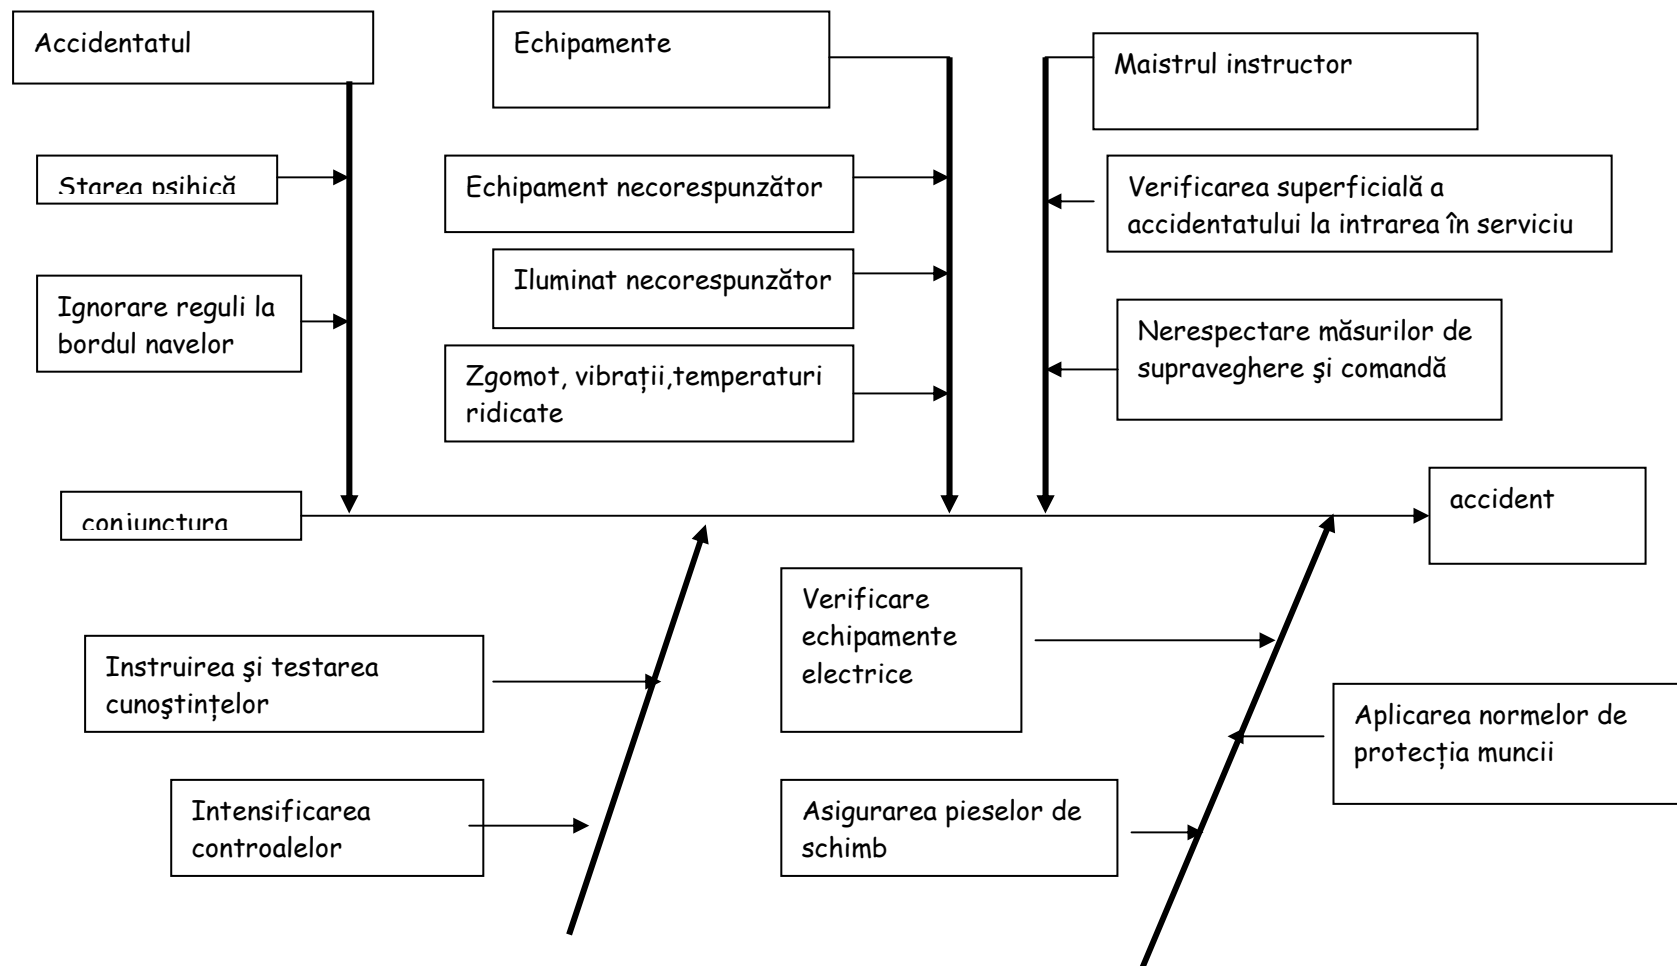 Accidentatul
Echipamente
Maistrul instructor
Starea psihică
Echipament necorespunzător
Verificarea superficială a
accidentatului la intrarea în serviciu
Iluminat necorespunzător
Ignorare reguli la
bordul navelor
Nerespectare măsurilor de
supraveghere şi comandă
Zgomot, vibrații,temperaturi
ridicate
conjunctura
accident
Verificare
echipamente
electrice
Instruirea şi testarea
cunoştințelor
Aplicarea normelor de
protecția muncii
Intensificarea
controalelor
Asigurarea pieselor de
schimb